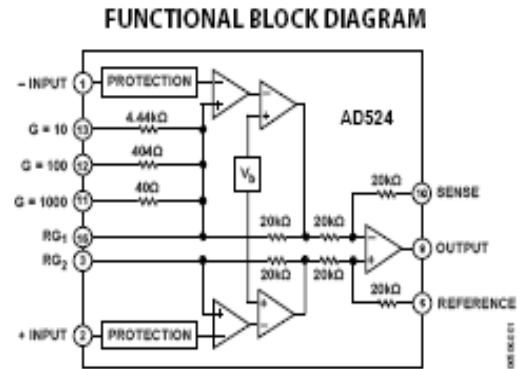 FUNCTIONAL BLOCK DIAGRAM
– INPUT 1 PROTECTION
AD524
G = 10 13 4.44kΩ
G = 100 12 404Ω
G = 1000 11 40Ω
Vb
20kΩ
10 SENSE
RG1 16 20kΩ 20kΩ
9 OUTPUT
RG2 3 20kΩ 20kΩ
20kΩ
6 REFERENCE
+ INPUT 2 PROTECTION